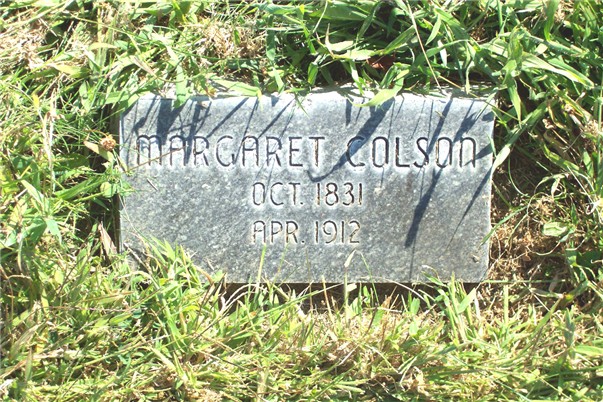 MARGARET COLSON
OCT. 1831
APR. 1912